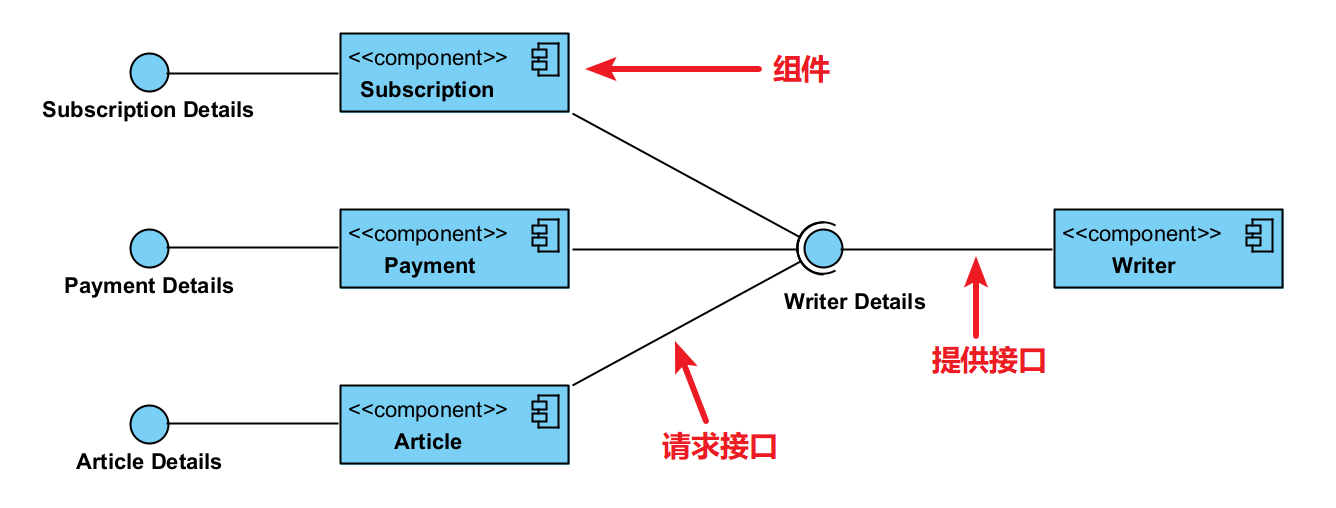 <<component>>
Subscription
组件
Subscription Details
<<component>>
Payment
<<component>>
Writer
Payment Details
Writer Details
提供接口
<<component>>
Article
请求接口
Article Details